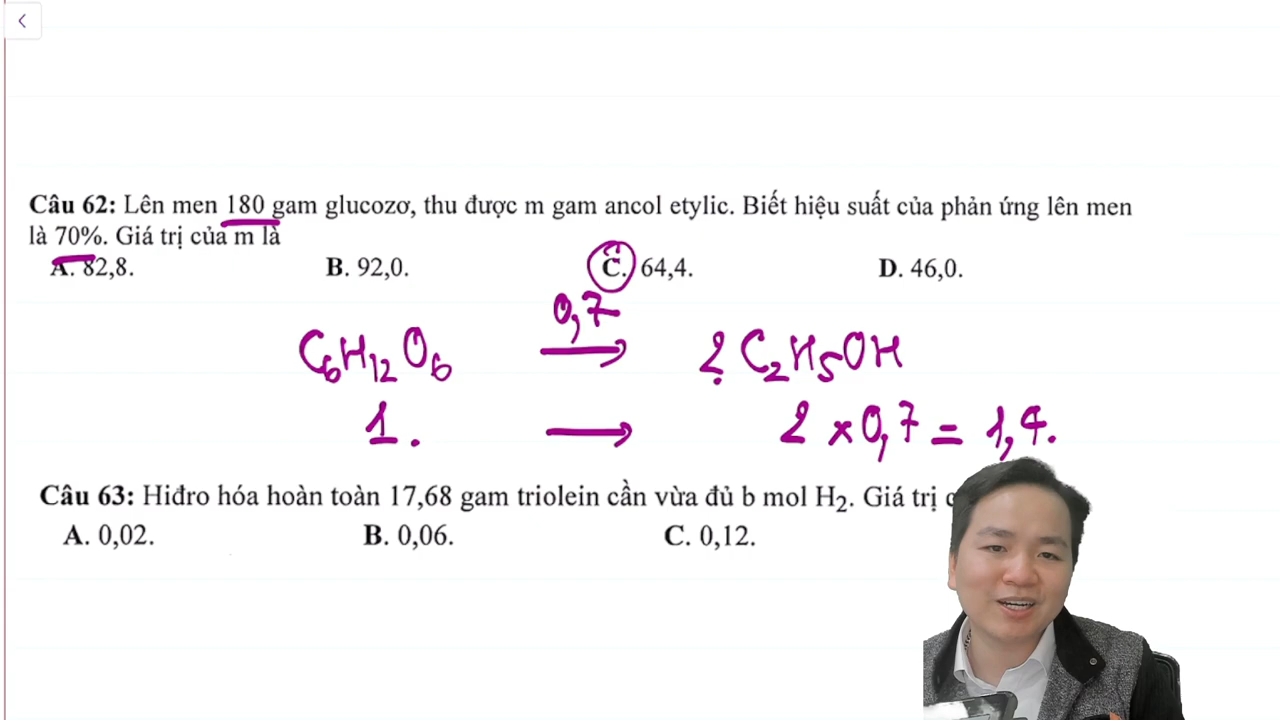 Câu 62: Lên men 180 gam glucozơ, thu được m gam ancol etylic. Biết hiệu suất của phản ứng lên men
là 70%. Giá trị của m là
A. 82,8. B. 92,0. C. 64,4. D. 46,0.
0,7
C6H12O6 → 2 C2H5OH
1. → 2 × 0,7 = 1,4.
Câu 63: Hiđro hóa hoàn toàn 17,68 gam triolein cần vừa đủ b mol H2. Giá trị
A. 0,02. B. 0,06. C. 0,12.